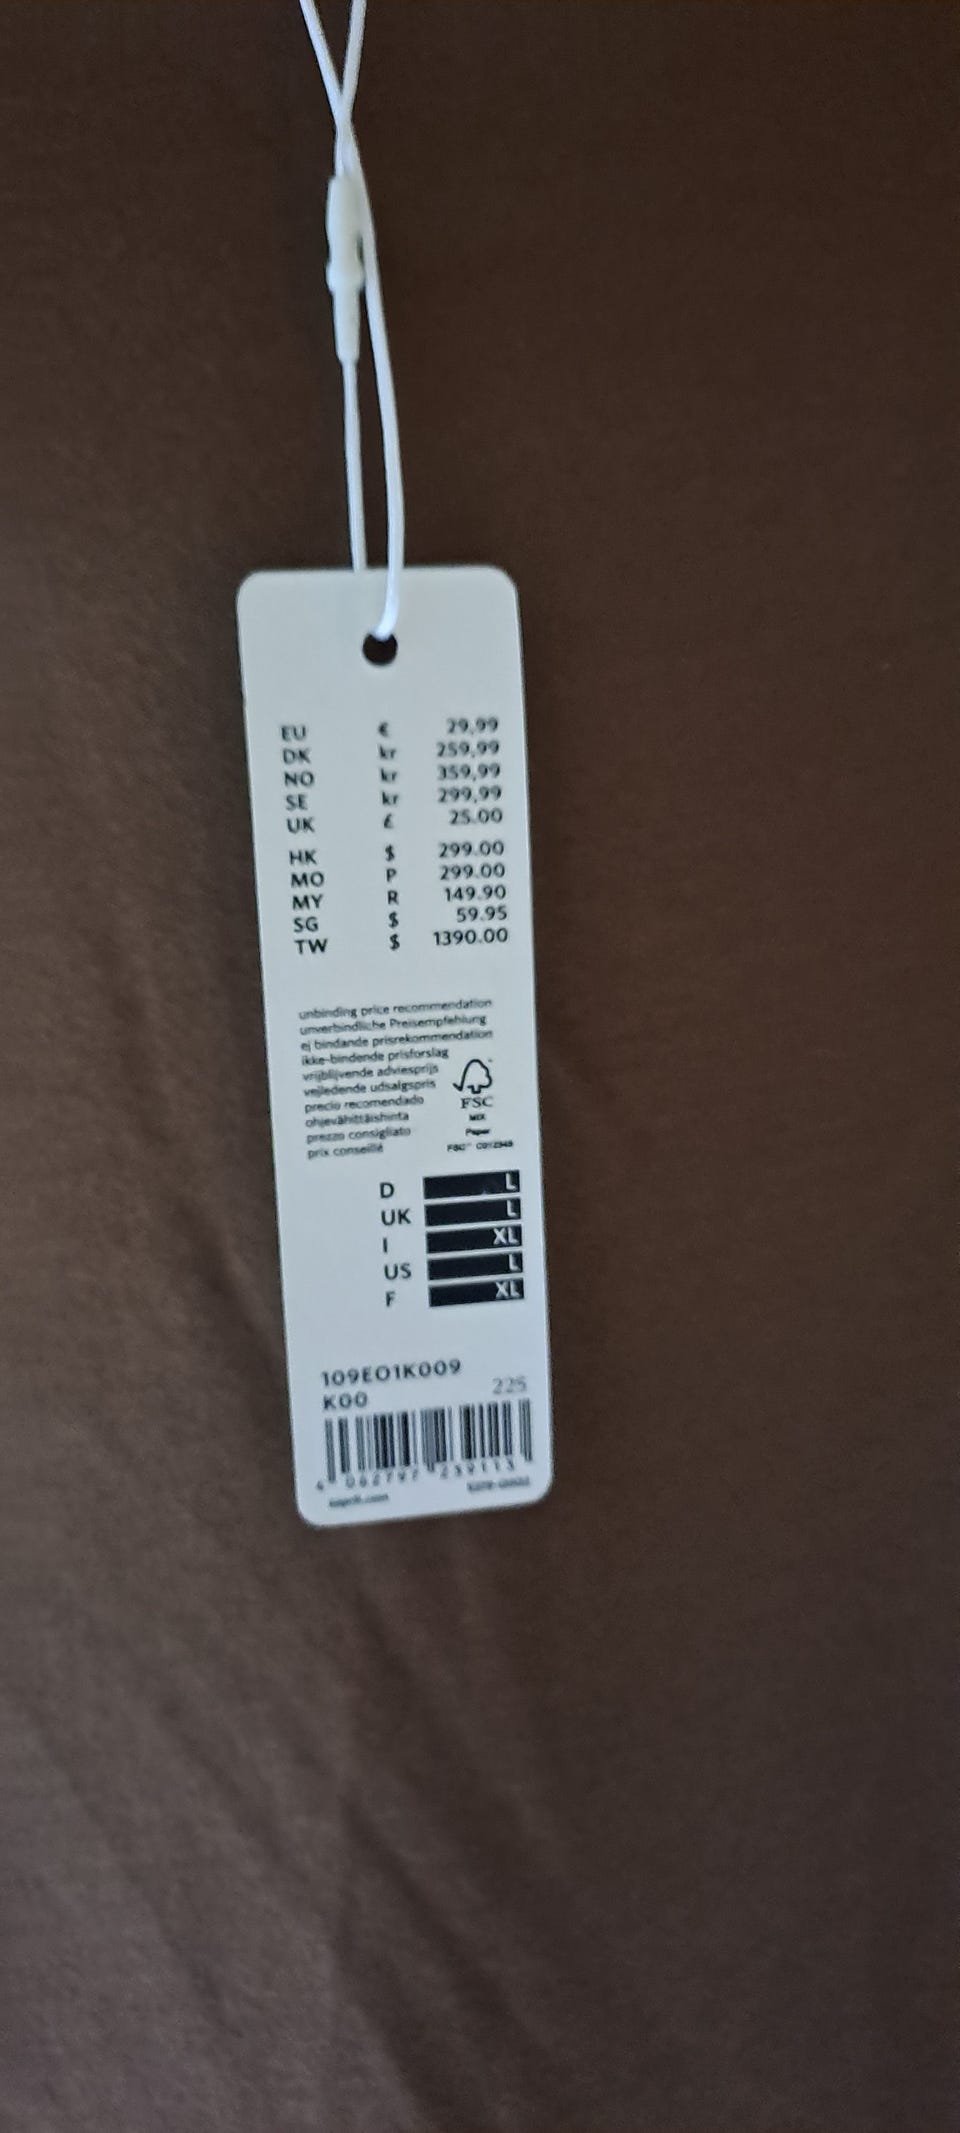 EU € 29,99
DK kr 259,99
NO kr 359,99
SE kr 299,99
UK £ 25.00
HK $ 299.00
MO P 299.00
MY R 149.90
SG $ 59.95
TW $ 1390.00
unbinding price recommendation
unverbindliche Preisempfehlung
ej bindande prisrekommendation
ikke-bindende prisforslag
vrijblijvende adviesprijs
vejledende udsalgspris
precio recomendado
ohjevähittäishinta
prezzo consigliato
prix conseillé
FSC
MIX
Paper
D L
UK L
I XL
US L
F XL
109EO1K009
K00 225